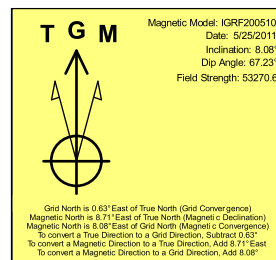 T G M
Magnetic Model: IGRF200510
Date: 5/25/2011
Inclination: 8.08°
Dip Angle: 67.23°
Field Strength: 53270.6
Grid North is 0.63° East of True North (Grid Convergence)
Magnetic North is 8.71° East of True North (Magnetic Declination)
Magnetic North is 8.08° East of Grid North (Magnetic Convergence)
To convert a True Direction to a Grid Direction, Subtract 0.63°
To convert a Magnetic Direction to a True Direction, Add 8.71° East
To convert a Magnetic Direction to a Grid Direction, Add 8.08°